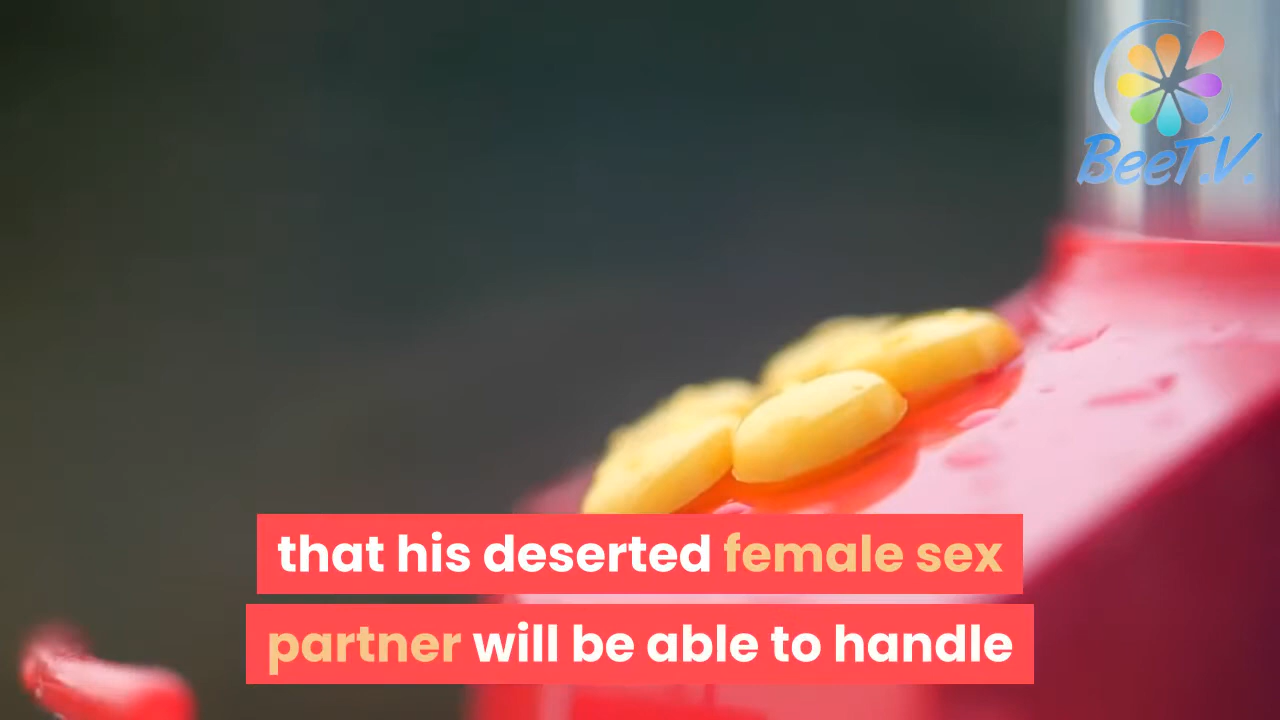 BeeT.V.
that his deserted female sex
partner will be able to handle